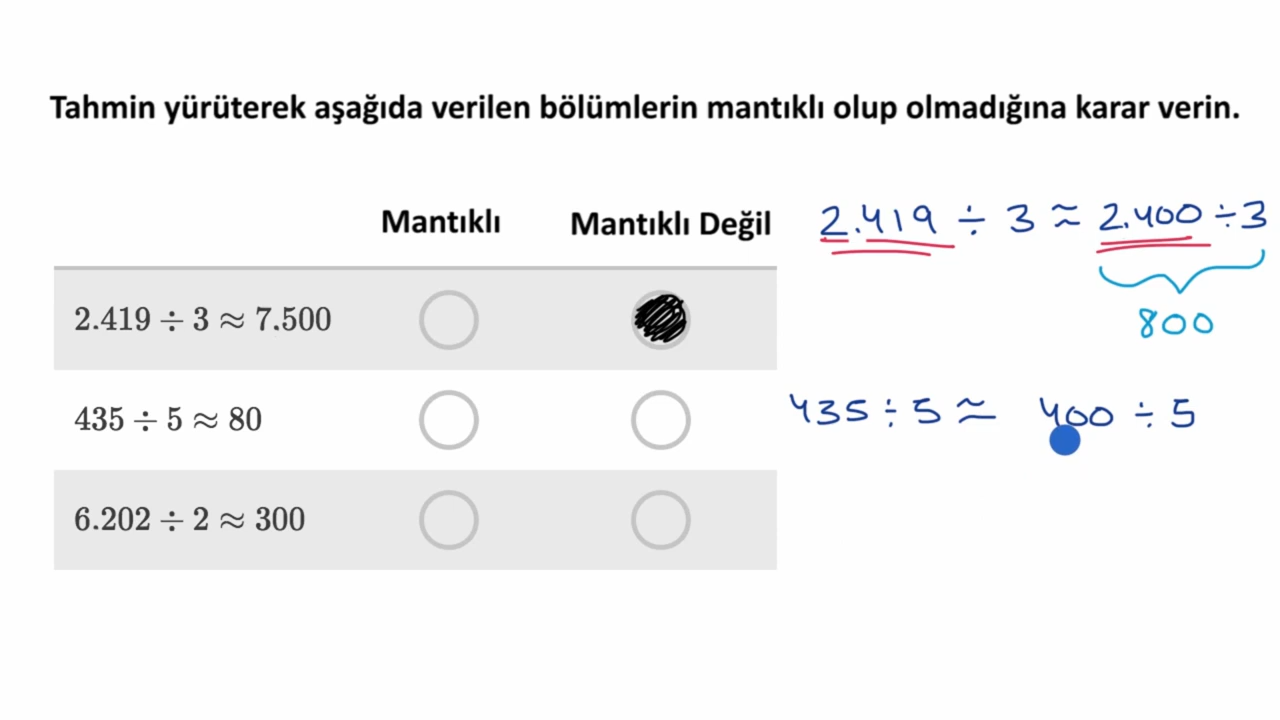 Tahmin yürüterek aşağıda verilen bölümlerin mantıklı olup olmadığına karar verin.
Mantıklı Mantıklı Değil
2.419 ÷ 3 ≈ 2.400 ÷ 3
2.419 ÷ 3 ≈ 7.500
800
435 ÷ 5 ≈ 80
435 ÷ 5 ≈ 400 ÷ 5
6.202 ÷ 2 ≈ 300